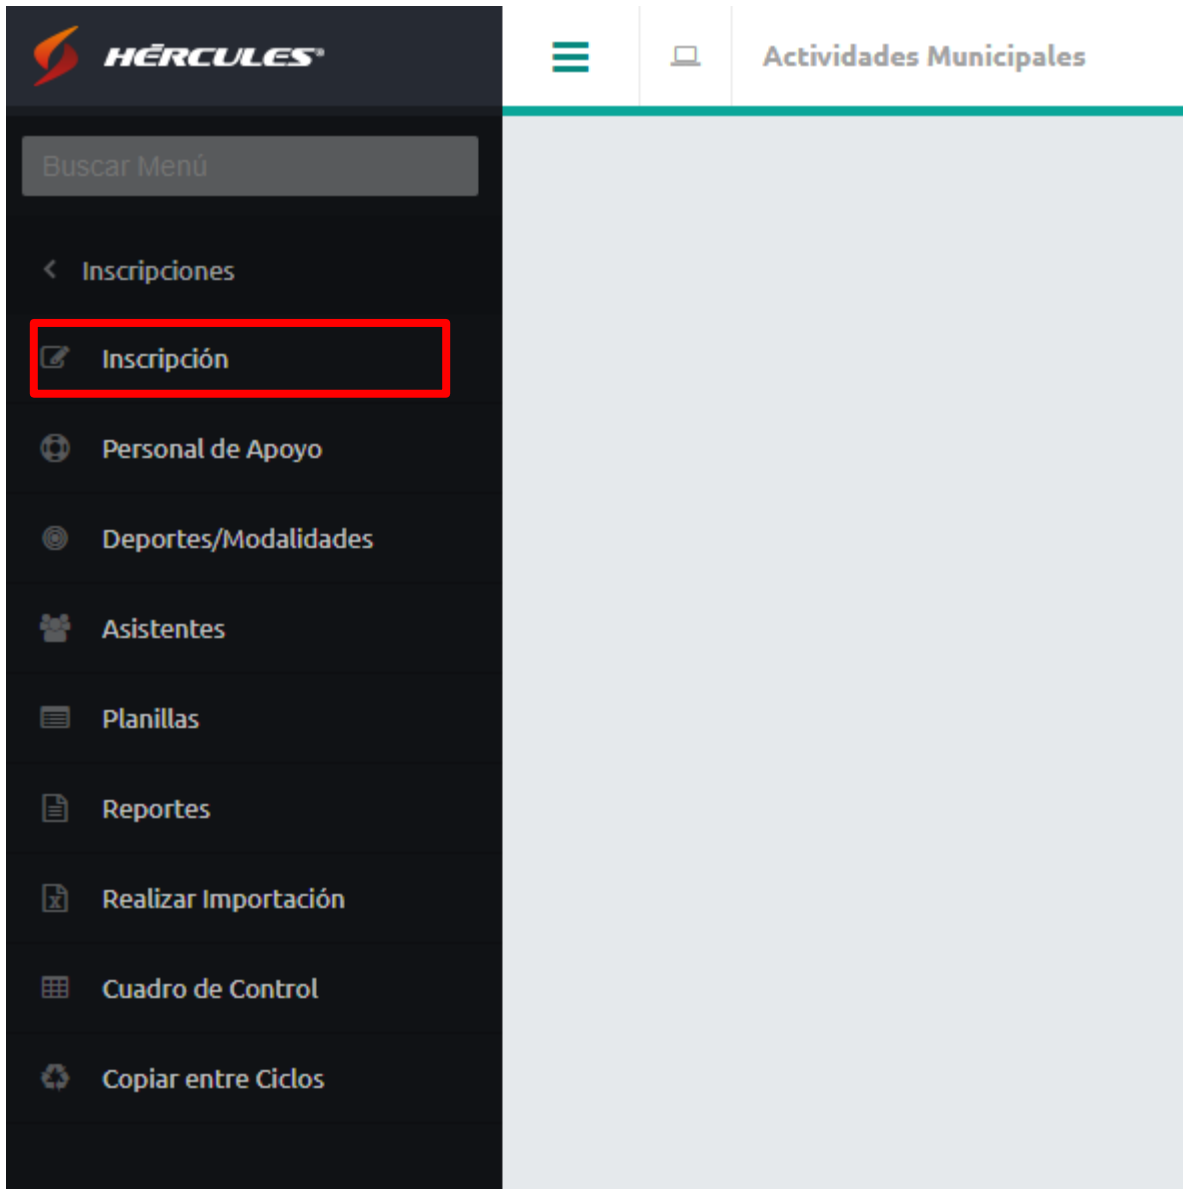 HÉRCULES®
Actividades Municipales
Buscar Menú
Inscripciones
Inscripción
Personal de Apoyo
Deportes/Modalidades
Asistentes
Planillas
Reportes
Realizar Importación
Cuadro de Control
Copiar entre Ciclos